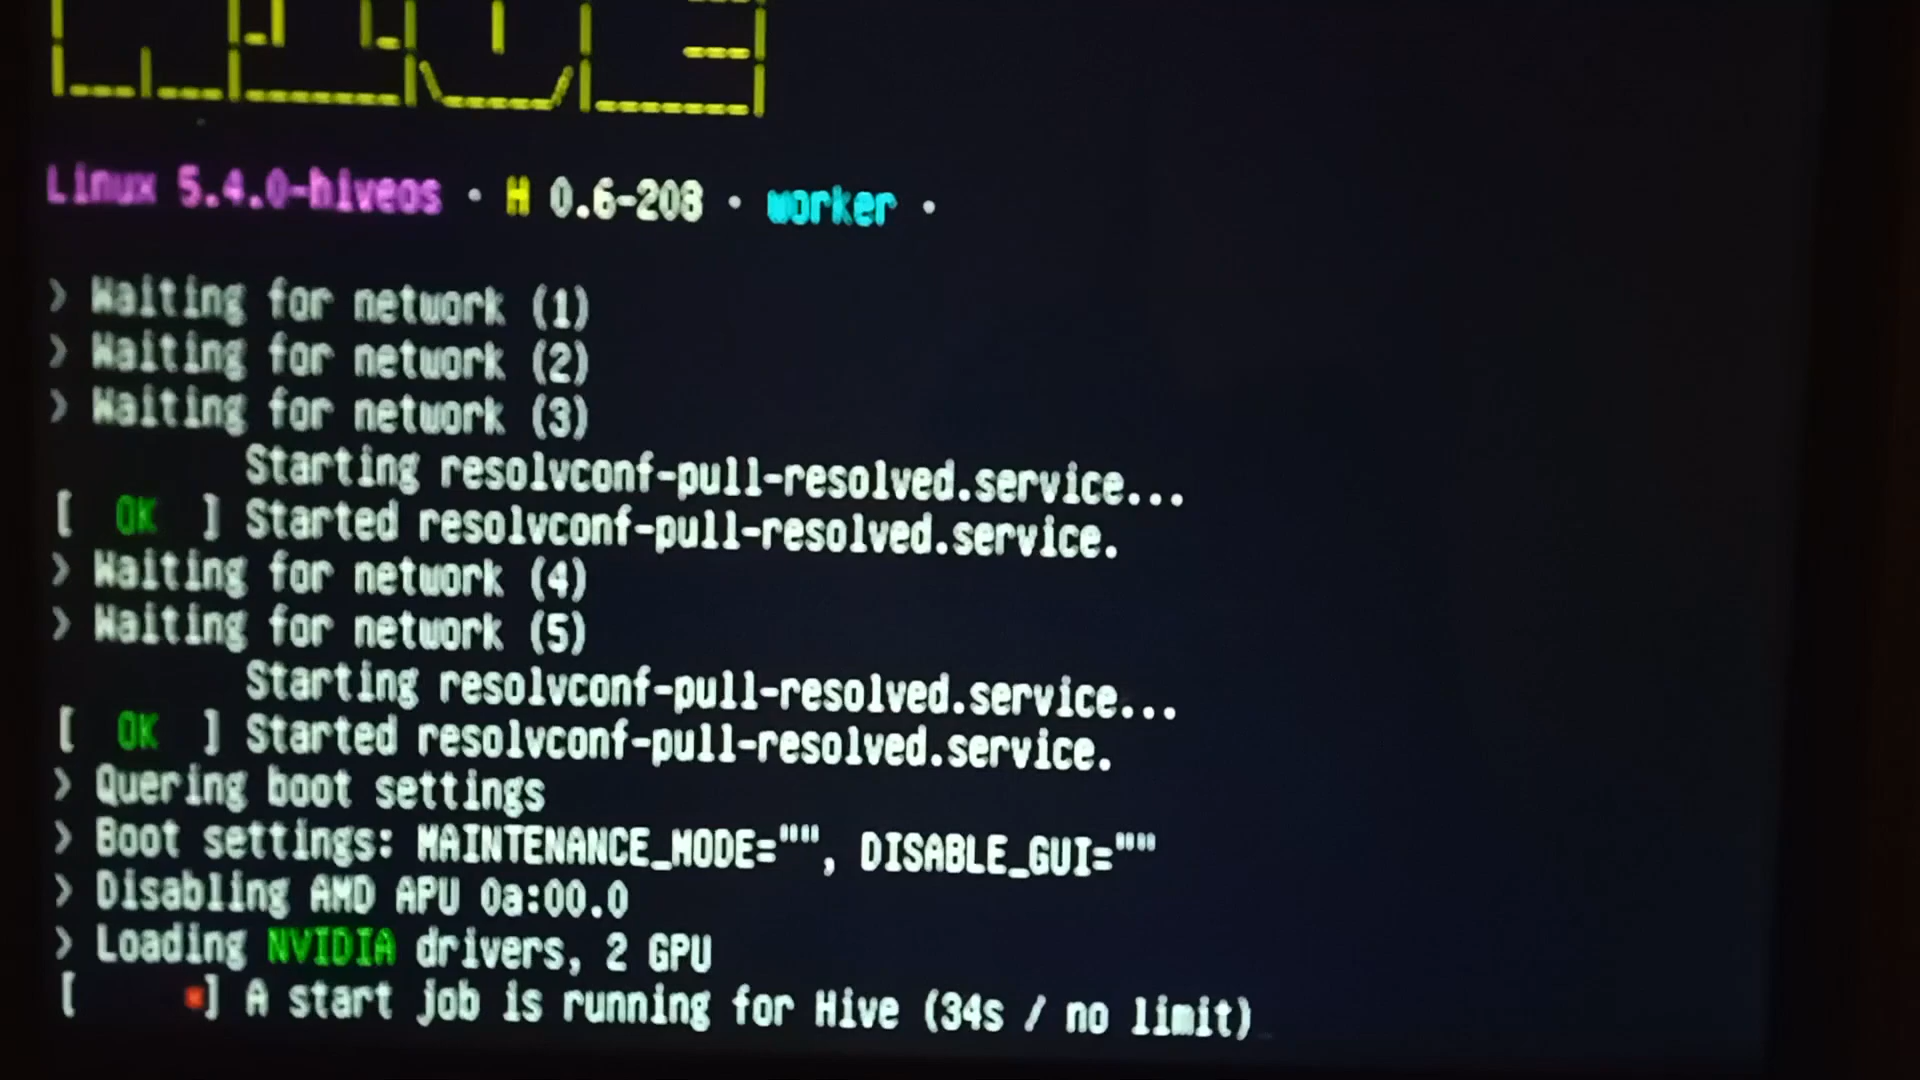 Linux 5.4.0-hiveos · H 0.6-208 · worker ·
> Waiting for network (1)
> Waiting for network (2)
> Waiting for network (3)
Starting resolvconf-pull-resolved.service...
[ OK ] Started resolvconf-pull-resolved.service.
> Waiting for network (4)
> Waiting for network (5)
Starting resolvconf-pull-resolved.service...
[ OK ] Started resolvconf-pull-resolved.service.
> Quering boot settings
> Boot settings: MAINTENANCE_MODE="", DISABLE_GUI=""
> Disabling AMD APU 0a:00.0
> Loading NVIDIA drivers, 2 GPU
[ *] A start job is running for Hive (34s / no limit)